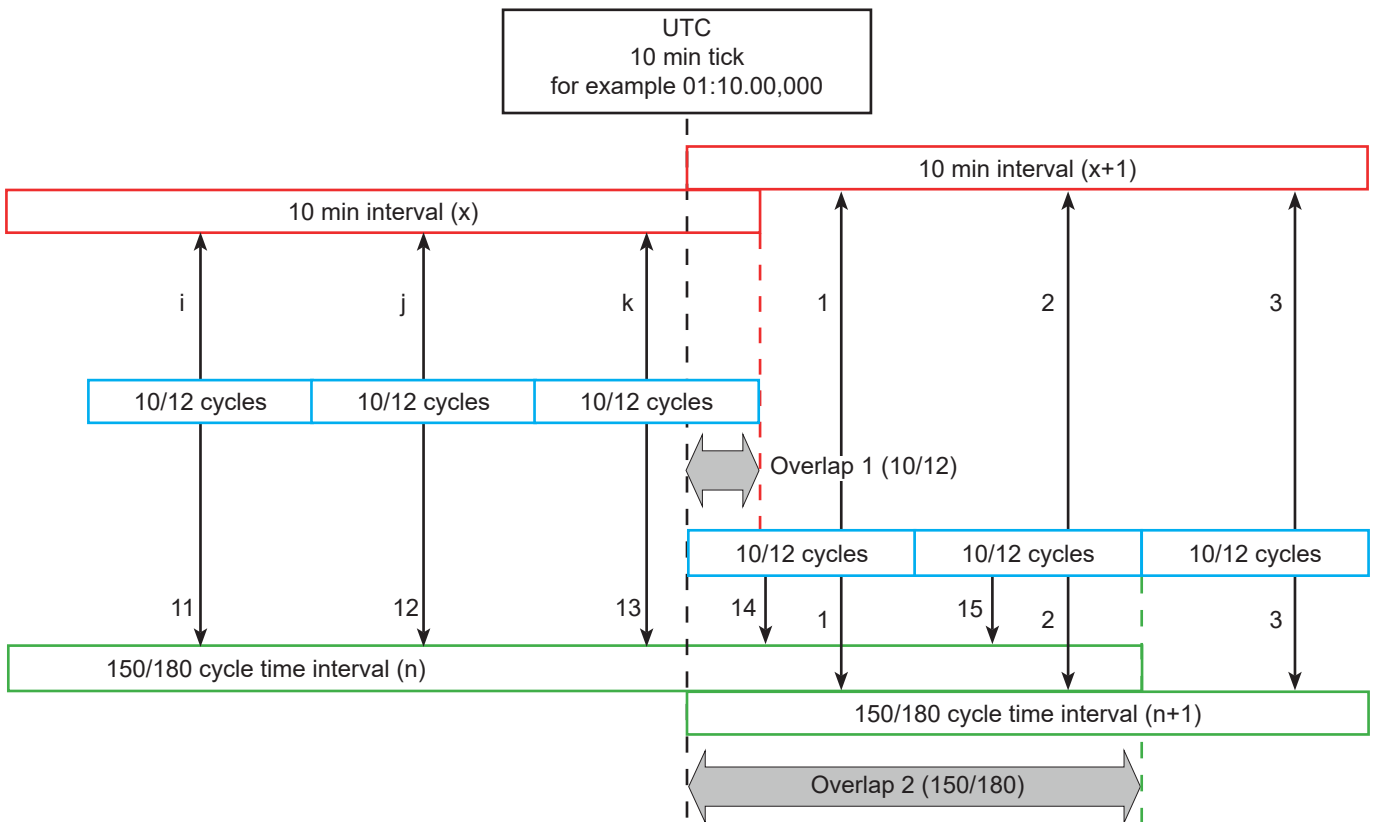 UTC
10 min tick
for example 01:10.00,000
10 min interval (x+1)
10 min interval (x)
i
j
k
1
2
3
10/12 cycles
10/12 cycles
10/12 cycles
Overlap 1 (10/12)
10/12 cycles
10/12 cycles
10/12 cycles
11
12
13
14
1
15
2
3
150/180 cycle time interval (n)
150/180 cycle time interval (n+1)
Overlap 2 (150/180)